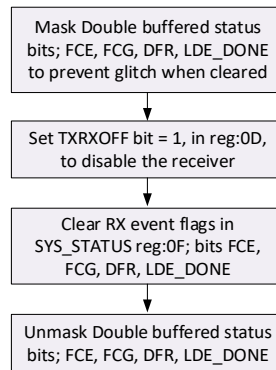 Mask Double buffered status
bits; FCE, FCG, DFR, LDE_DONE
to prevent glitch when cleared
Set TXRXOFF bit = 1, in reg:0D,
to disable the receiver
Clear RX event flags in
SYS_STATUS reg:0F; bits FCE,
FCG, DFR, LDE_DONE
Unmask Double buffered status
bits; FCE, FCG, DFR, LDE_DONE